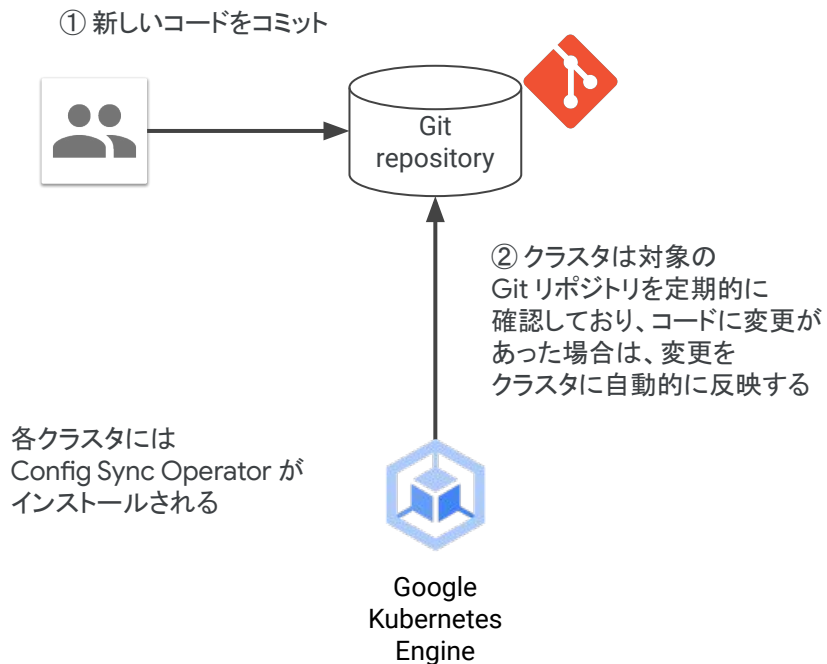 ① 新しいコードをコミット
Git
repository
② クラスタは対象の
Git リポジトリを定期的に
確認しており、コードに変更が
あった場合は、変更を
クラスタに自動的に反映する
各クラスタには
Config Sync Operator が
インストールされる
Google
Kubernetes
Engine